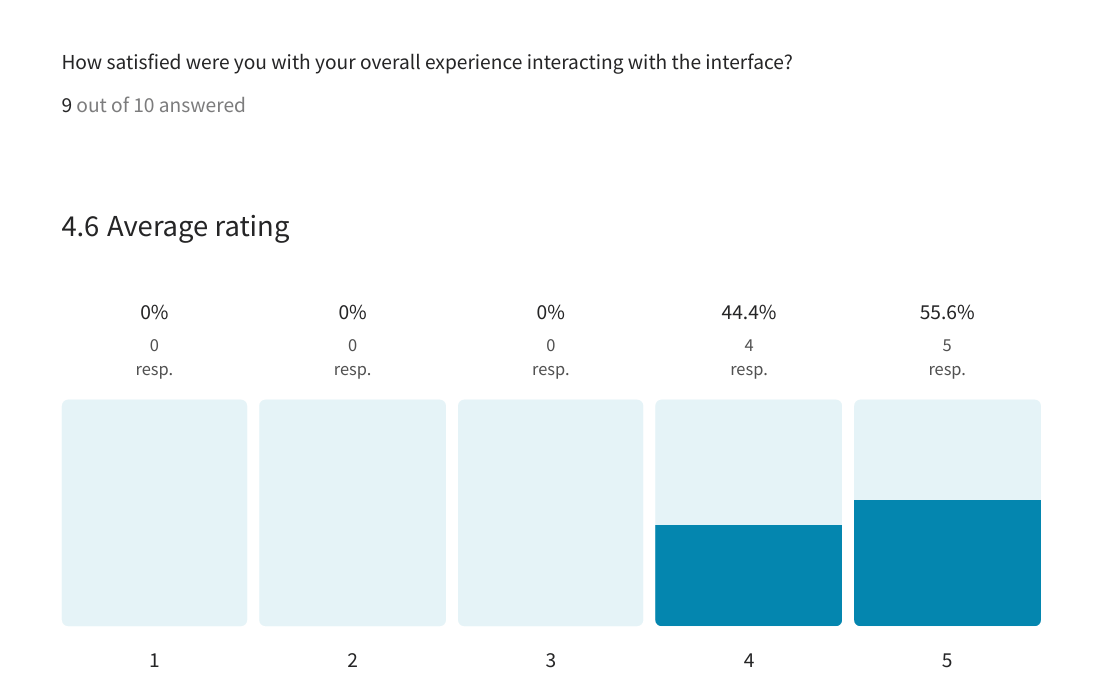 How satisfied were you with your overall experience interacting with the interface?
9 out of 10 answered
4.6 Average rating
0% 0% 0% 44.4% 55.6%
0 0 0 4 5
resp. resp. resp. resp. resp.
1 2 3 4 5